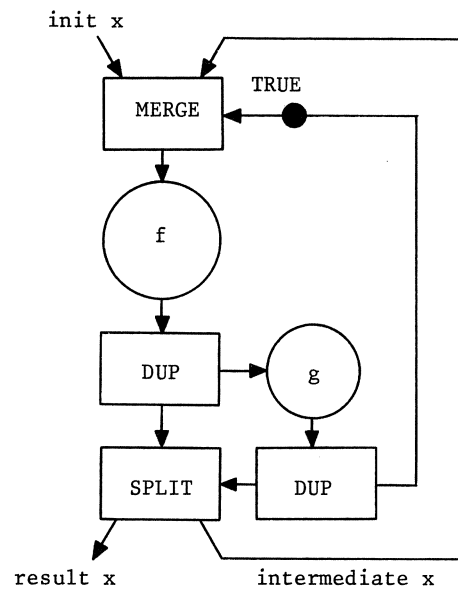 init x
TRUE
MERGE
f
DUP
g
SPLIT
DUP
result x
intermediate x